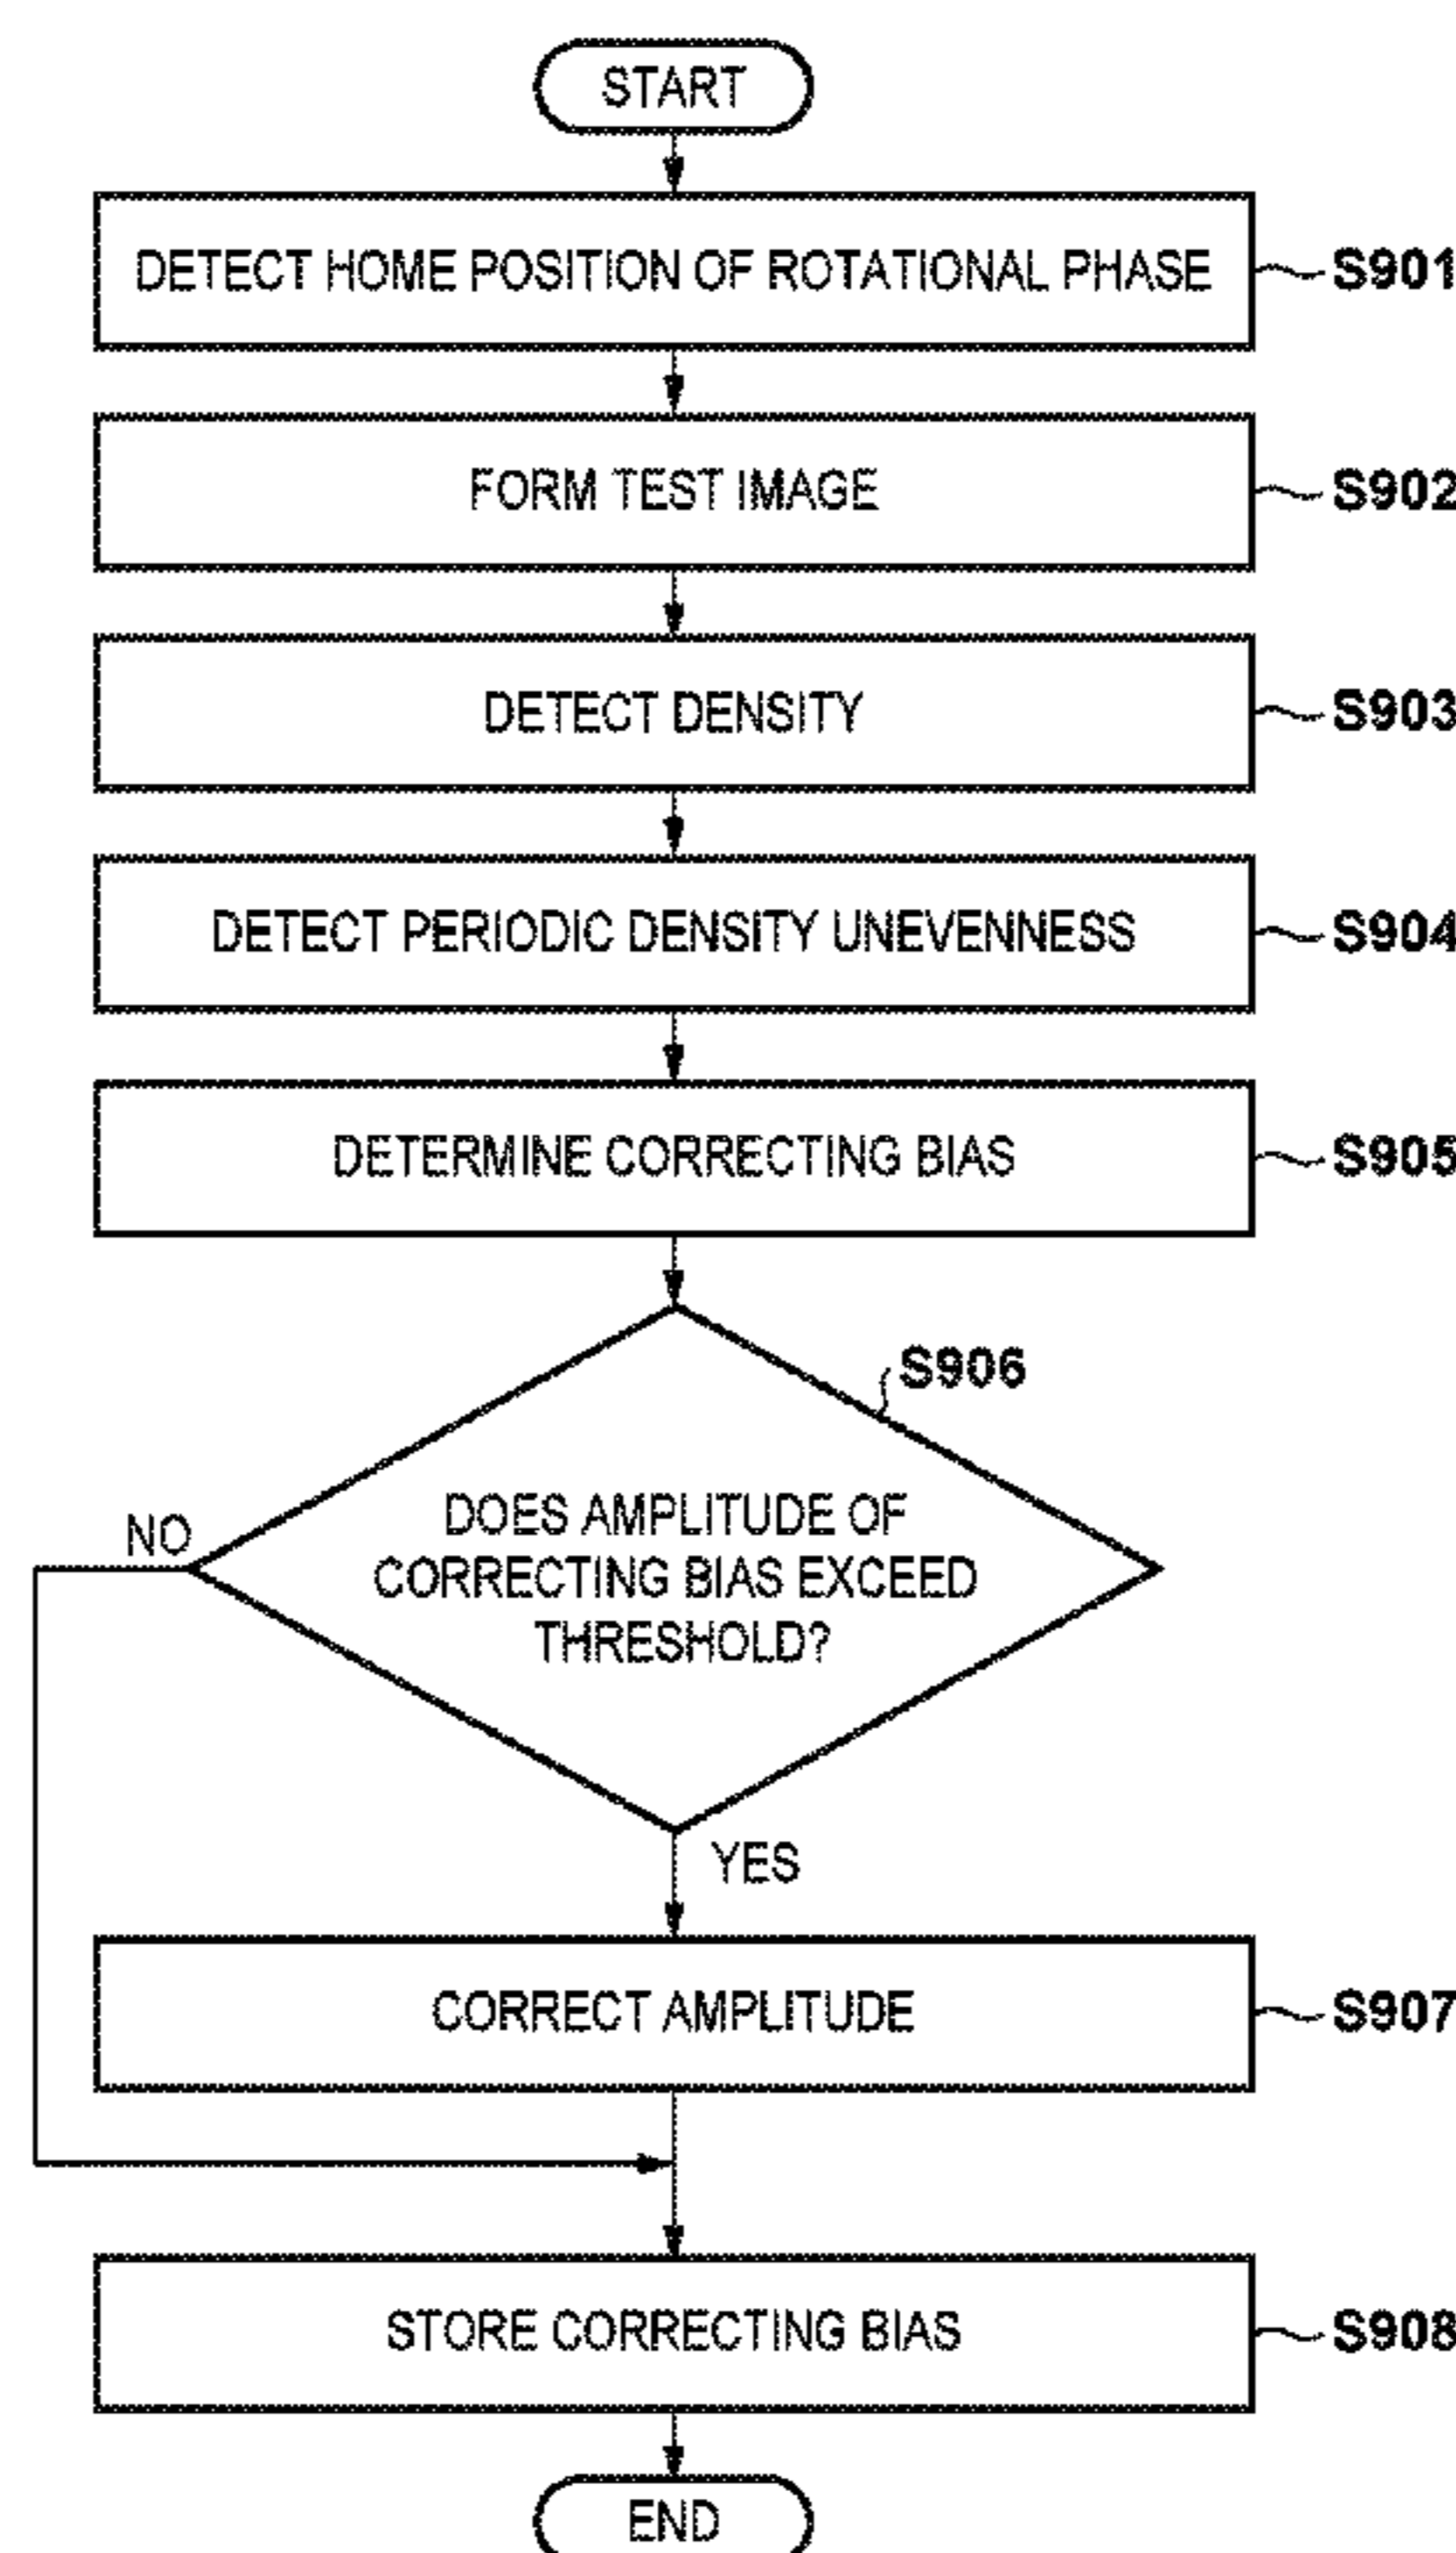 START
DETECT HOME POSITION OF ROTATIONAL PHASE
S901
FORM TEST IMAGE
S902
DETECT DENSITY
S903
DETECT PERIODIC DENSITY UNEVENNESS
S904
DETERMINE CORRECTING BIAS
S905
S906
DOES AMPLITUDE OF
CORRECTING BIAS EXCEED
THRESHOLD?
NO
YES
CORRECT AMPLITUDE
S907
STORE CORRECTING BIAS
S908
END